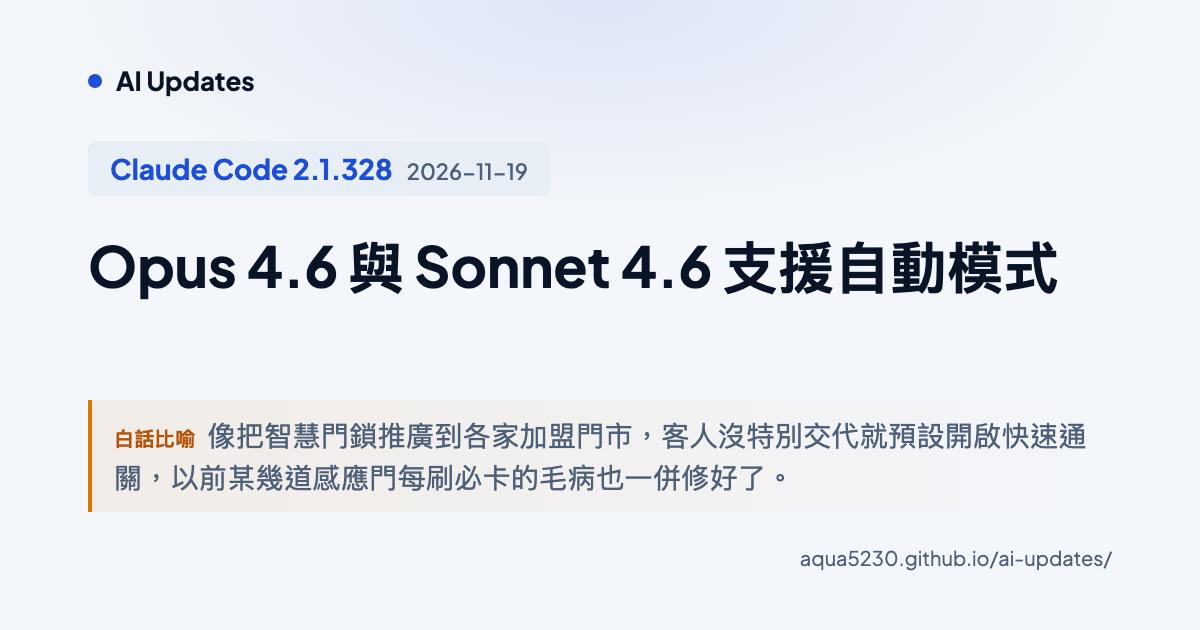 AI Updates
Claude Code 2.1.328 2026-11-19
Opus 4.6 與 Sonnet 4.6 支援自動模式
白話比喻 像把智慧門鎖推廣到各家加盟門市，客人沒特別交代就預設開啟快速通
關，以前某幾道感應門每刷必卡的毛病也一併修好了。
aqua5230.github.io/ai-updates/